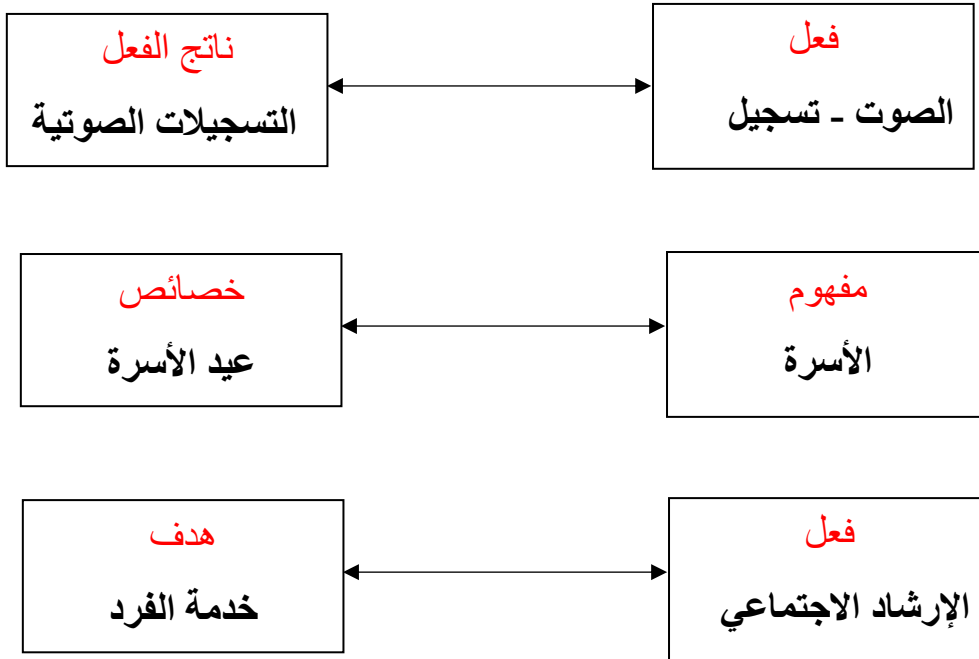 فعل
الصوت - تسجيل
ناتج الفعل
التسجيلات الصوتية
مفهوم
الأسرة
خصائص
عيد الأسرة
فعل
الإرشاد الاجتماعي
هدف
خدمة الفرد